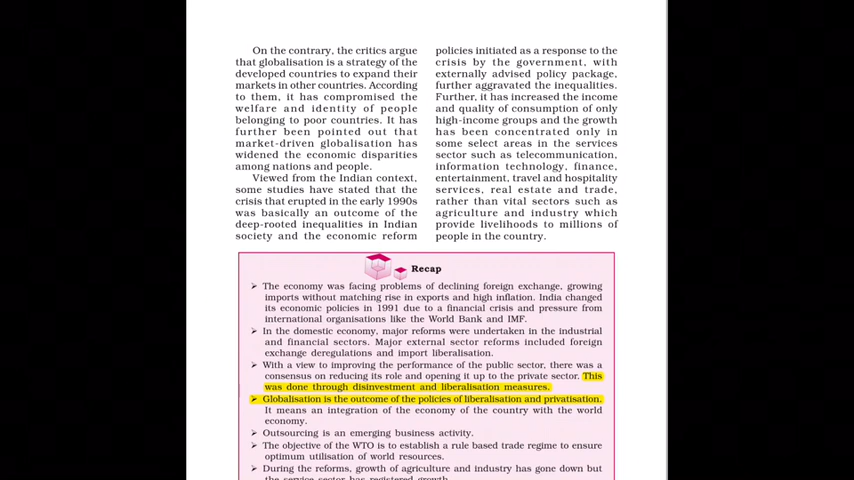 On the contrary, the critics argue
that globalisation is a strategy of the
developed countries to expand their
markets in other countries. According
to them, it has compromised the
welfare and identity of people
belonging to poor countries. It has
further been pointed out that
market-driven globalisation has
widened the economic disparities
among nations and people.
Viewed from the Indian context,
some studies have stated that the
crisis that erupted in the early 1990s
was basically an outcome of the
deep-rooted inequalities in Indian
society and the economic reform
policies initiated as a response to the
crisis by the government, with
externally advised policy package,
further aggravated the inequalities.
Further, it has increased the income
and quality of consumption of only
high-income groups and the growth
has been concentrated only in
some select areas in the services
sector such as telecommunication,
information technology, finance,
entertainment, travel and hospitality
services, real estate and trade,
rather than vital sectors such as
agriculture and industry which
provide livelihoods to millions of
people in the country.
Recap
➢ The economy was facing problems of declining foreign exchange, growing
imports without matching rise in exports and high inflation. India changed
its economic policies in 1991 due to a financial crisis and pressure from
international organisations like the World Bank and IMF.
➢ In the domestic economy, major reforms were undertaken in the industrial
and financial sectors. Major external sector reforms included foreign
exchange deregulations and import liberalisation.
➢ With a view to improving the performance of the public sector, there was a
consensus on reducing its role and opening it up to the private sector. This
was done through disinvestment and liberalisation measures.
➢ Globalisation is the outcome of the policies of liberalisation and privatisation.
It means an integration of the economy of the country with the world
economy.
➢ Outsourcing is an emerging business activity.
➢ The objective of the WTO is to establish a rule based trade regime to ensure
optimum utilisation of world resources.
➢ During the reforms, growth of agriculture and industry has gone down but
the service sector has registered growth.